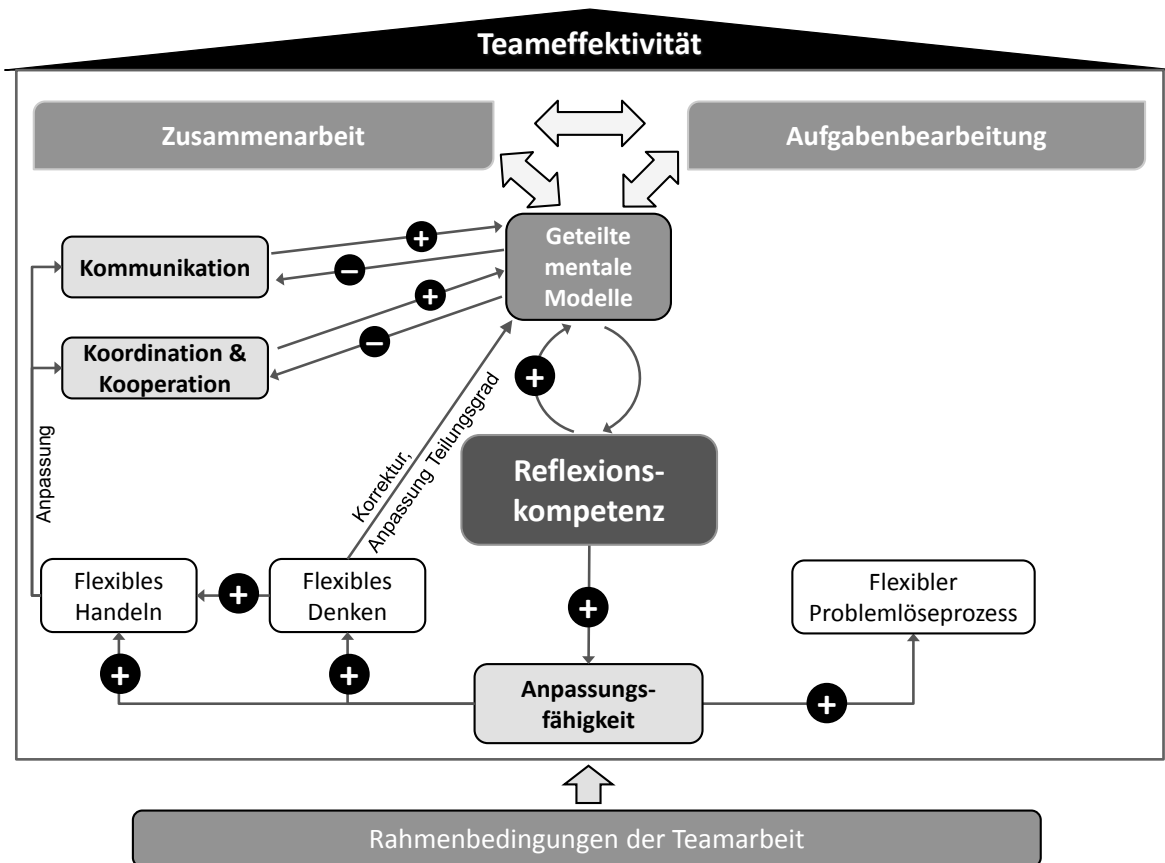 Teameffektivität
Zusammenarbeit
Aufgabenbearbeitung
Geteilte
mentale
Modelle
Kommunikation
+
−
+
−
Koordination &
Kooperation
Anpassung
Korrektur,
Anpassung Teilungsgrad
+
Reflexions-
kompetenz
Flexibles
Handeln
+
Flexibles
Denken
+
Flexibler
Problemlöseprozess
+
+
Anpassungs-
fähigkeit
+
Rahmenbedingungen der Teamarbeit